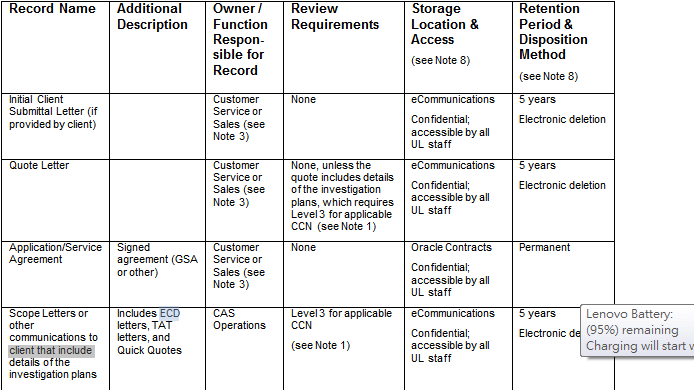 Record Name
Additional
Description
Owner /
Function
Respon-
sible for
Record
Review
Requirements
Storage
Location &
Access
(see Note 8)
Retention
Period &
Disposition
Method
(see Note 8)
Initial Client
Submittal Letter (if
provided by client)
Customer
Service or
Sales (see
Note 3)
None
eCommunications
Confidential;
accessible by all
UL staff
5 years
Electronic deletion
Quote Letter
Customer
Service or
Sales (see
Note 3)
None, unless the
quote includes details
of the investigation
plans, which requires
Level 3 for applicable
CCN (see Note 1)
eCommunications
Confidential;
accessible by all
UL staff
5 years
Electronic deletion
Application/Service
Agreement
Signed
agreement (GSA
or other)
Customer
Service or
Sales (see
Note 3)
None
Oracle Contracts
Confidential;
accessible by all
UL staff
Permanent
Scope Letters or
other
communications to
client that include
details of the
investigation plans
Includes ECD
letters, TAT
letters, and
Quick Quotes
CAS
Operations
Level 3 for applicable
CCN
(see Note 1)
eCommunications
Confidential;
accessible by all
UL staff
5 years
Electronic de
Lenovo Battery:
(95%) remaining
Charging will start